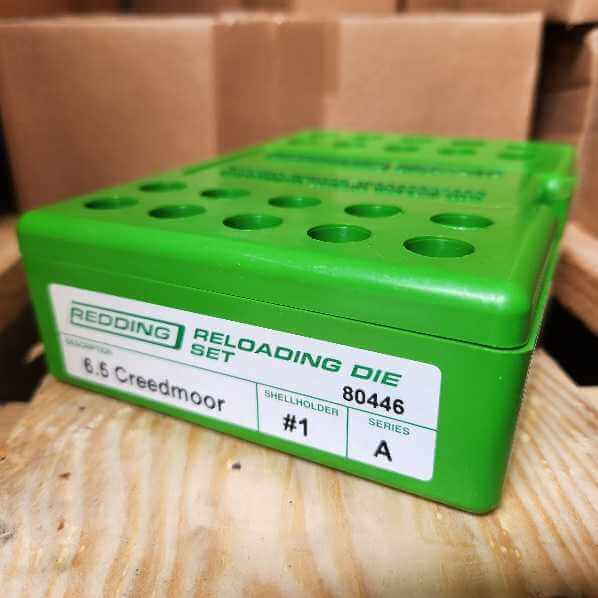 REDDING
RELOADING DIE
SET
80446
DESCRIPTION
6.5 Creedmoor
SHELLHOLDER
#1
SERIES
A